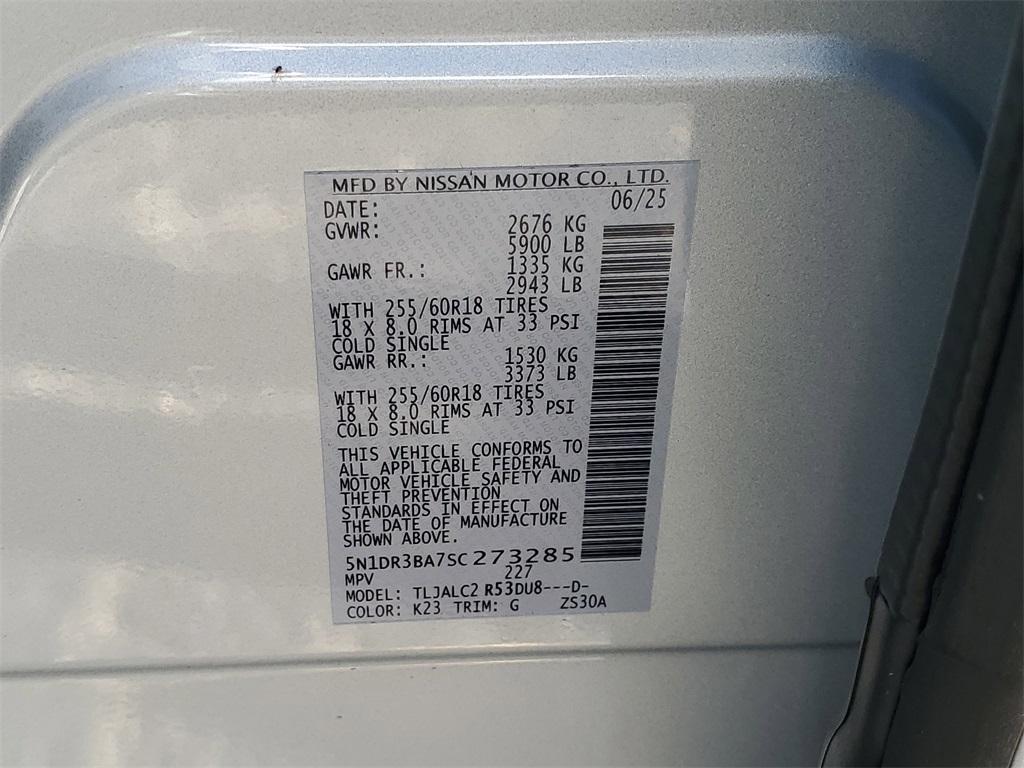 MFD BY NISSAN MOTOR CO., LTD.
DATE: 06/25
GVWR: 2676 KG
5900 LB
GAWR FR.: 1335 KG
2943 LB
WITH 255/60R18 TIRES
18 X 8.0 RIMS AT 33 PSI
COLD SINGLE
GAWR RR.: 1530 KG
3373 LB
WITH 255/60R18 TIRES
18 X 8.0 RIMS AT 33 PSI
COLD SINGLE
THIS VEHICLE CONFORMS TO
ALL APPLICABLE FEDERAL
MOTOR VEHICLE SAFETY AND
THEFT PREVENTION
STANDARDS IN EFFECT ON
THE DATE OF MANUFACTURE
SHOWN ABOVE.
5N1DR3BA7SC273285
MPV 227
MODEL: TLJALC2 R53DU8---D-
COLOR: K23 TRIM: G ZS30A